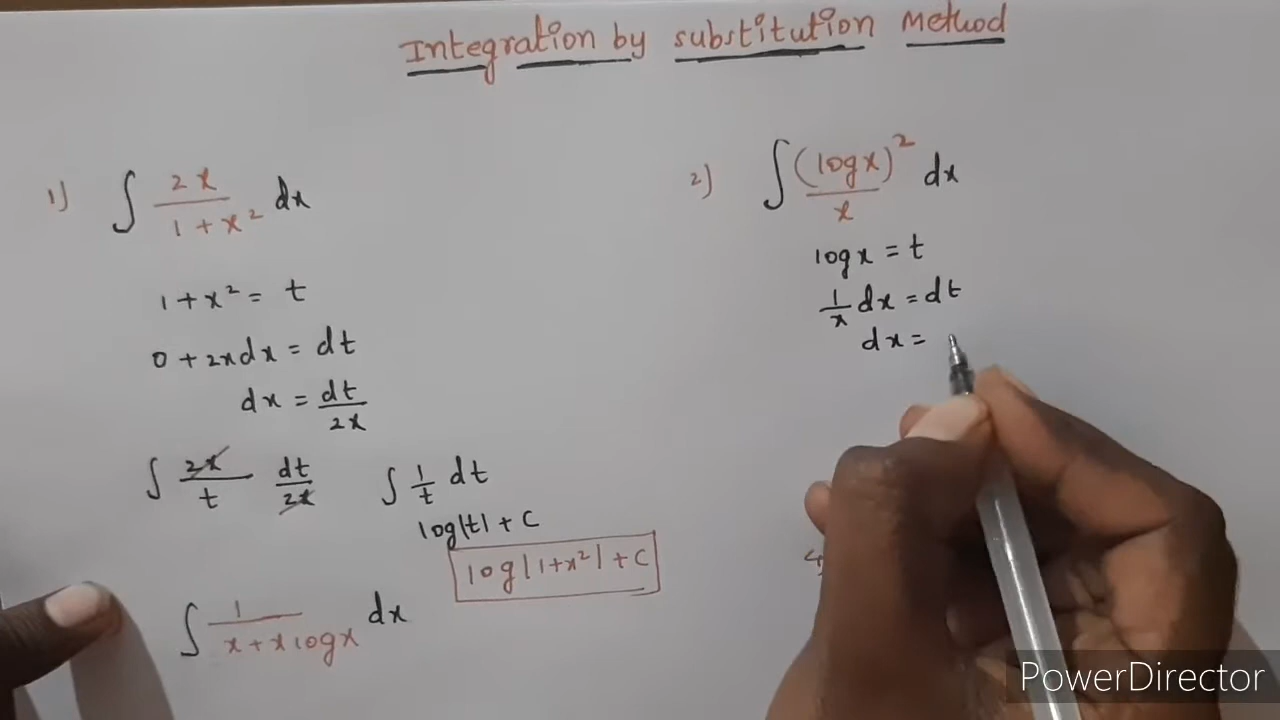 Integration by substitution Method
1) ∫ 2x / 1 + x² dx
1 + x² = t
0 + 2x dx = dt
dx = dt / 2x
∫ 2x / t dt / 2x ∫ 1/t dt
log|t| + c
log|1+x²| + c
∫ 1 / x + x log x dx
2) ∫ (log x)² / x dx
log x = t
1/x dx = dt
dx =
PowerDirector